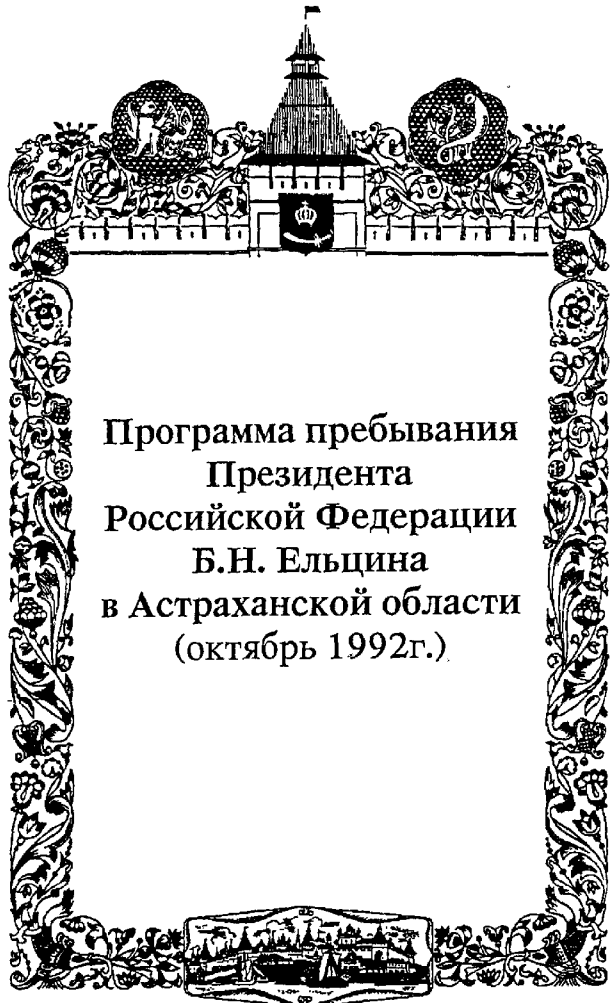 Программа пребывания
Президента
Российской Федерации
Б.Н. Ельцина
в Астраханской области
(октябрь 1992г.)